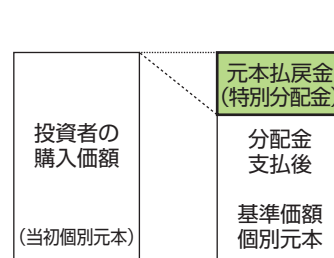 投資者の
購入価額
(当初個別元本)
元本払戻金
(特別分配金)
分配金
支払後
基準価額
個別元本